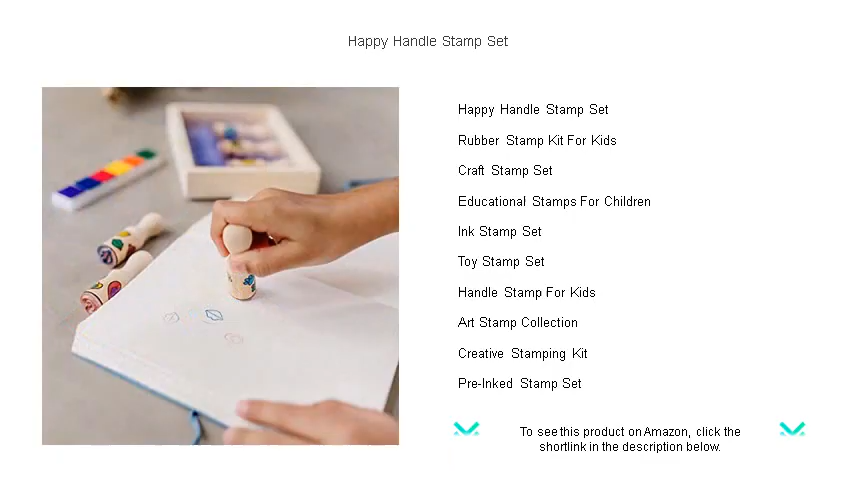 Happy Handle Stamp Set
Happy Handle Stamp Set
Rubber Stamp Kit For Kids
Craft Stamp Set
Educational Stamps For Children
Ink Stamp Set
Toy Stamp Set
Handle Stamp For Kids
Art Stamp Collection
Creative Stamping Kit
Pre-Inked Stamp Set
To see this product on Amazon, click the
shortlink in the description below.